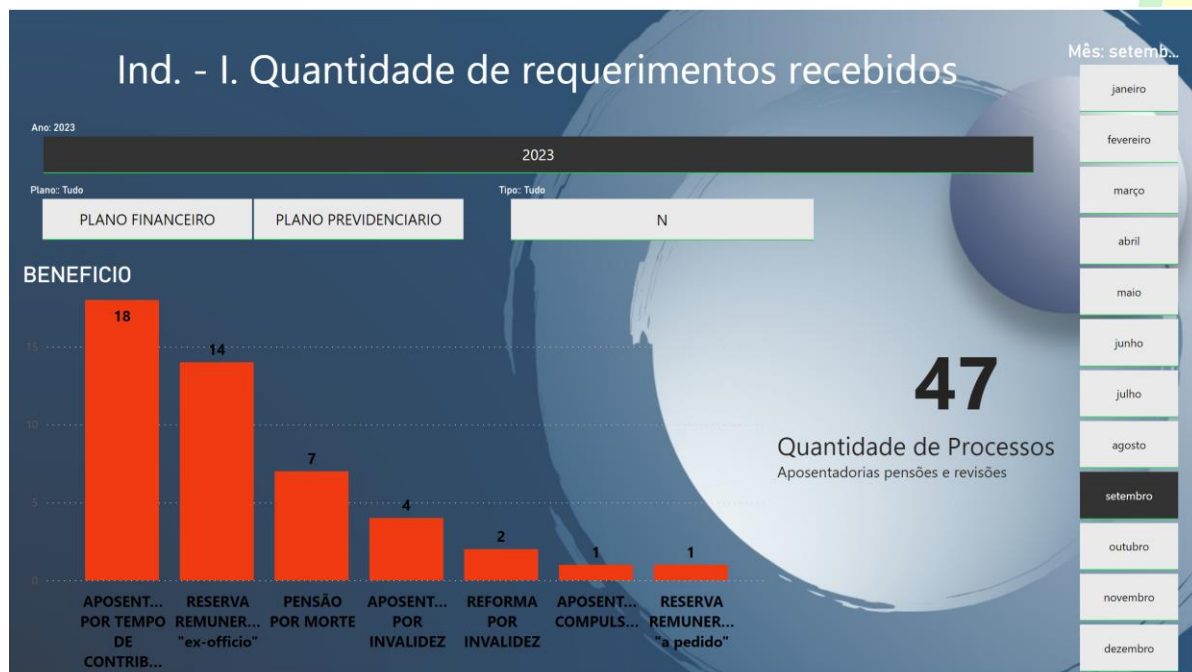 Ind. - I. Quantidade de requerimentos recebidos
Mês: setemb...
janeiro
fevereiro
março
abril
maio
junho
julho
agosto
setembro
outubro
novembro
dezembro
Ano: 2023
2023
Plano:: Tudo
PLANO FINANCEIRO
PLANO PREVIDENCIARIO
Tipo:: Tudo
N
BENEFICIO
15
10
5
0
18
14
7
4
2
1
1
APOSENT...
POR TEMPO
DE
CONTRIB...
RESERVA
REMUNER...
"ex-officio"
PENSÃO
POR MORTE
APOSENT...
POR
INVALIDEZ
REFORMA
POR
INVALIDEZ
APOSENT...
COMPULS...
RESERVA
REMUNER...
"a pedido"
47
Quantidade de Processos
Aposentadorias pensões e revisões